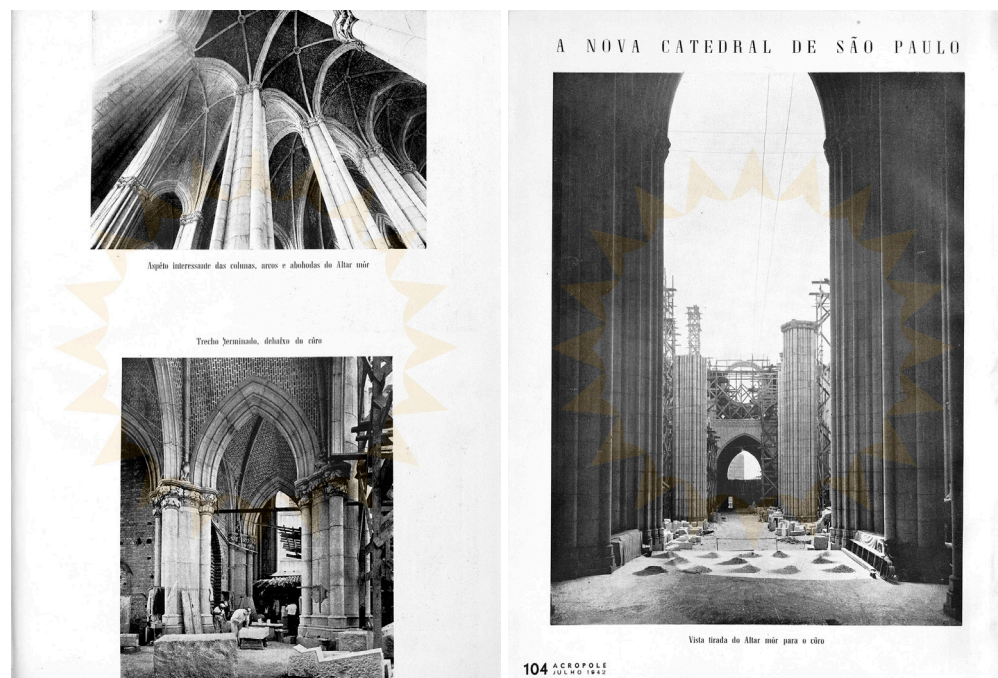 Aspéto interessante das colunas, arcos e abobodas do Altar mór
Trecho terminado, debaixo do côro
A NOVA CATEDRAL DE SÃO PAULO
Vista tirada do Altar mór para o côro
104 ACROPOLE
JULHO 1942